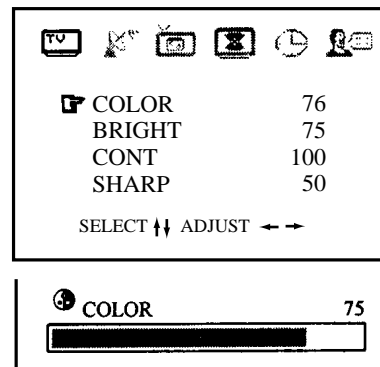 TV
COLOR 76
BRIGHT 75
CONT 100
SHARP 50
SELECT ADJUST
COLOR 75